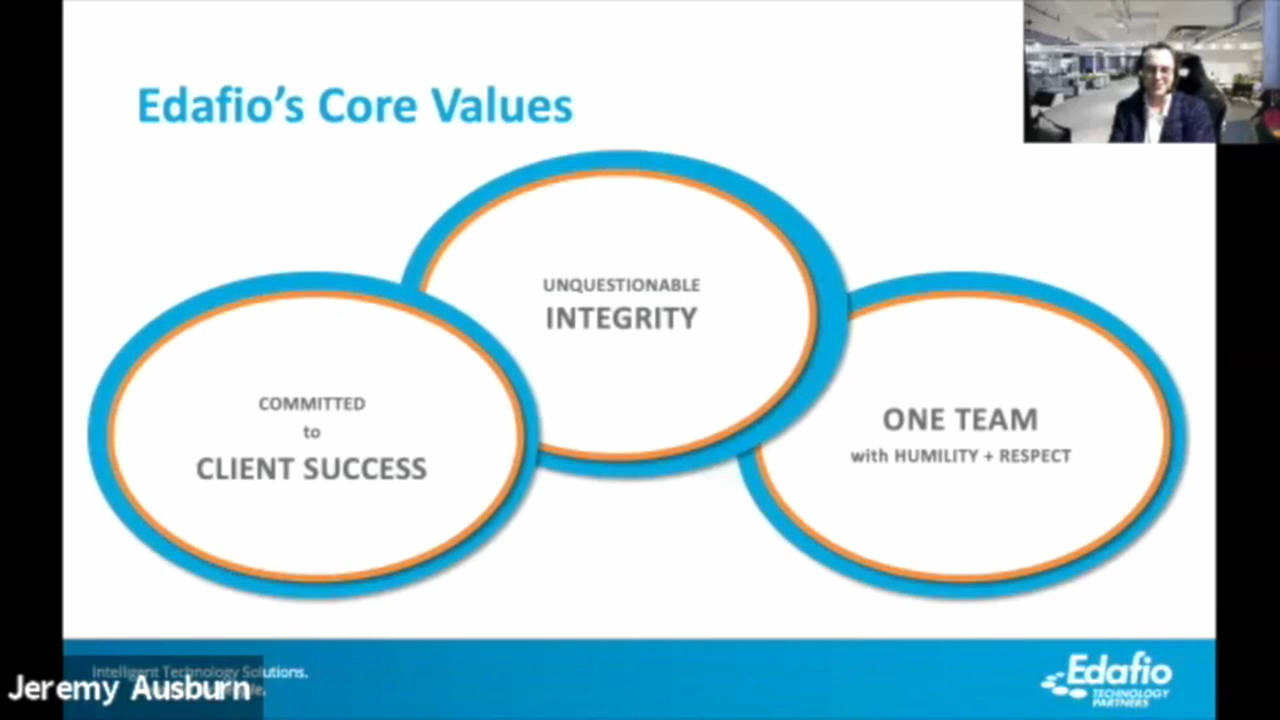 Edafio's Core Values
UNQUESTIONABLE
INTEGRITY
COMMITTED
to
CLIENT SUCCESS
ONE TEAM
with HUMILITY + RESPECT
Intelligent Technology Solutions.
Jeremy Ausburn
Edafio
TECHNOLOGY
PARTNERS